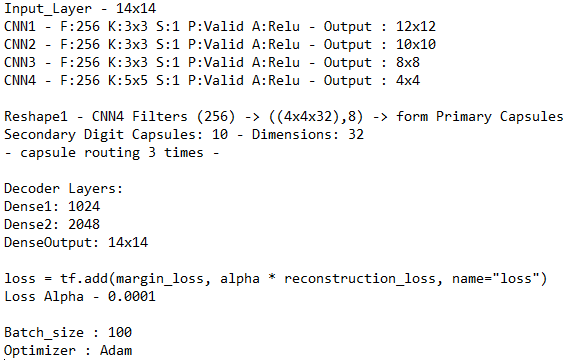 Input_Layer - 14x14
CNN1 - F:256 K:3x3 S:1 P:Valid A:Relu - Output : 12x12
CNN2 - F:256 K:3x3 S:1 P:Valid A:Relu - Output : 10x10
CNN3 - F:256 K:3x3 S:1 P:Valid A:Relu - Output : 8x8
CNN4 - F:256 K:5x5 S:1 P:Valid A:Relu - Output : 4x4
Reshape1 - CNN4 Filters (256) -> ((4x4x32),8) -> form Primary Capsules
Secondary Digit Capsules: 10 - Dimensions: 32
- capsule routing 3 times -
Decoder Layers:
Dense1: 1024
Dense2: 2048
DenseOutput: 14x14
loss = tf.add(margin_loss, alpha * reconstruction_loss, name="loss")
Loss Alpha - 0.0001
Batch_size : 100
Optimizer : Adam